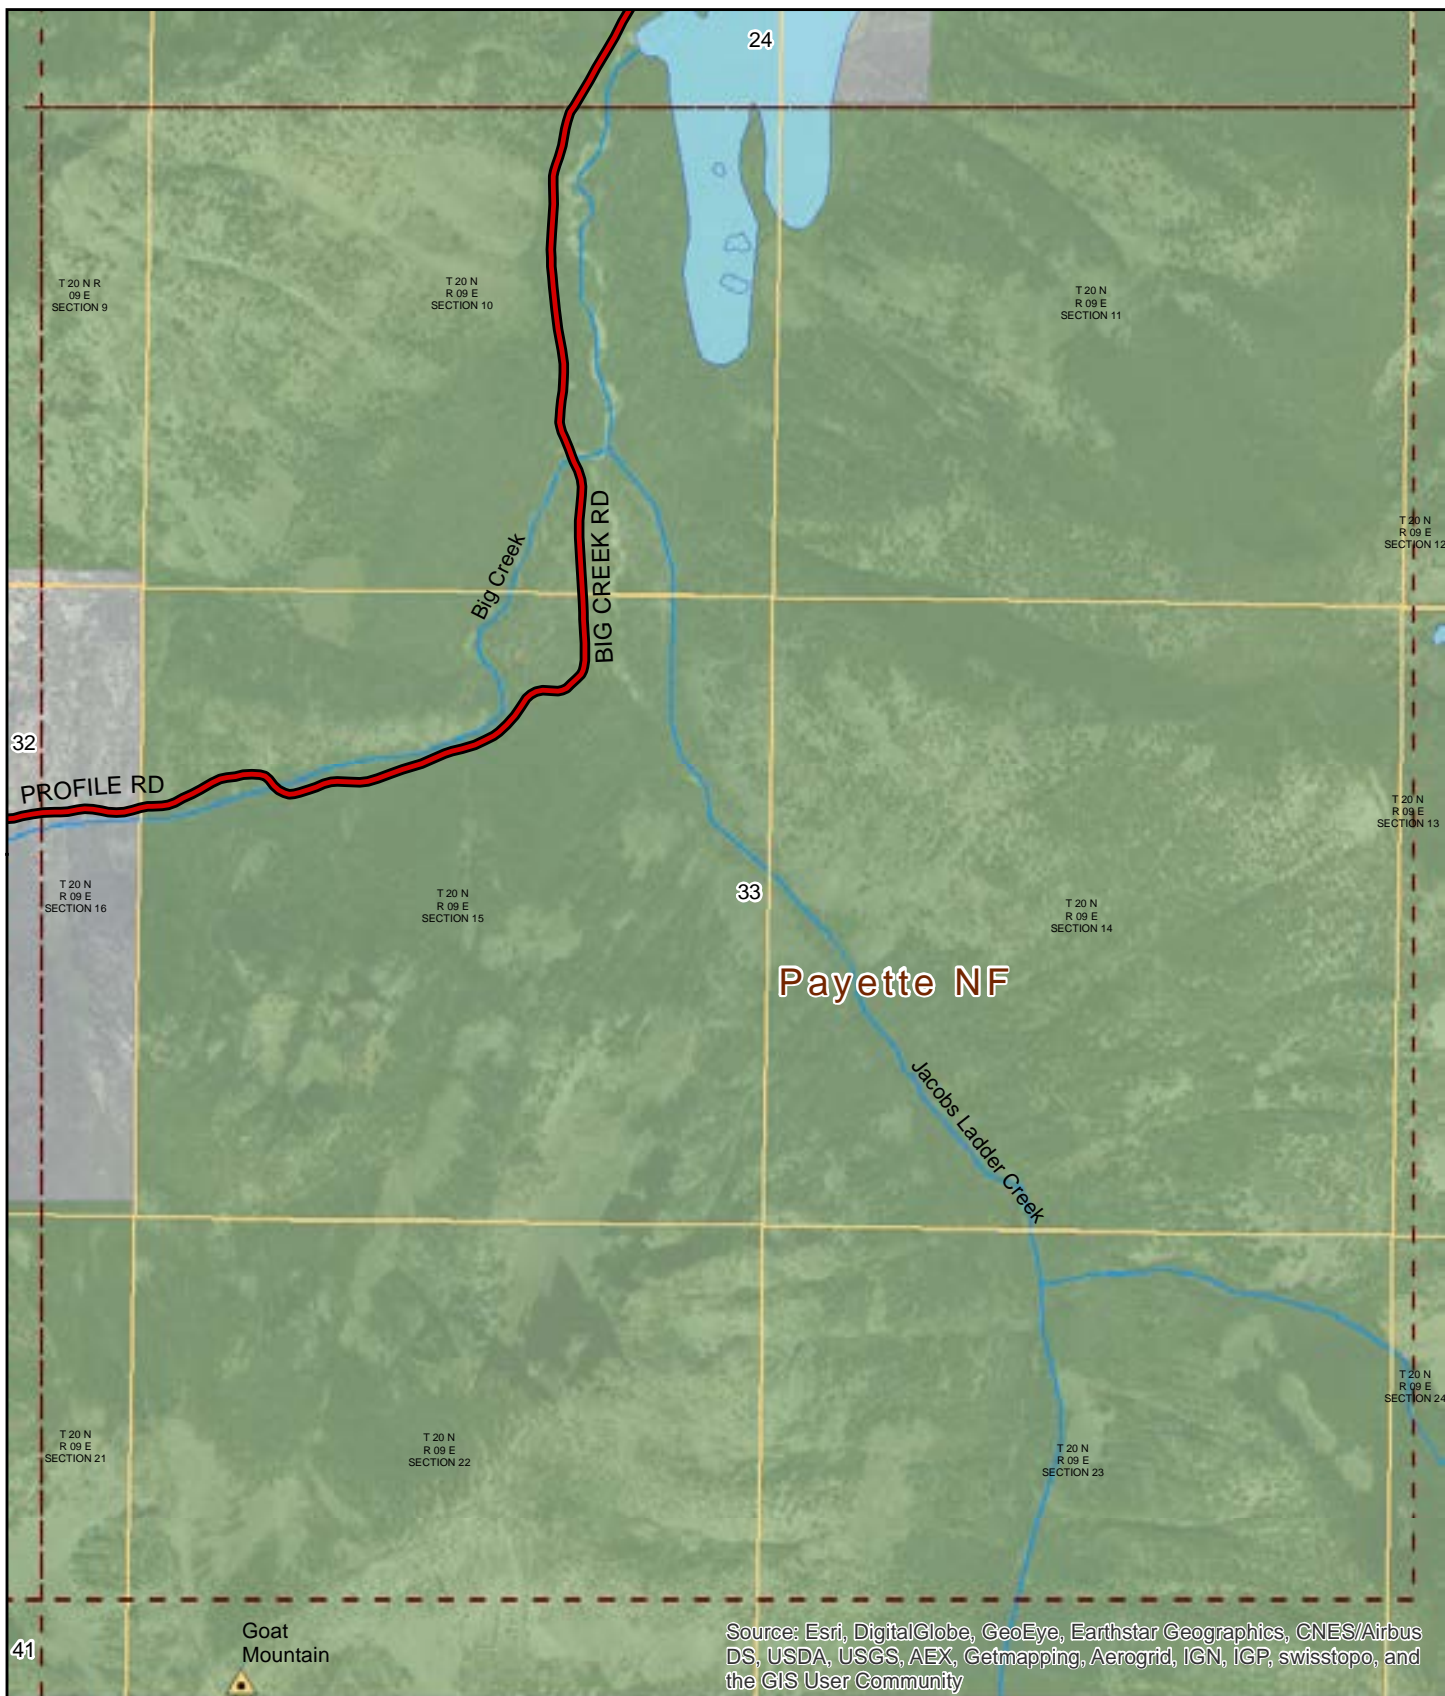 24
T 20 N R
09 E
SECTION 9
T 20 N
R 09 E
SECTION 10
T 20 N
R 09 E
SECTION 11
T 20 N
R 09 E
SECTION 12
Big Creek
BIG CREEK RD
32
PROFILE RD
T 20 N
R 09 E
SECTION 13
T 20 N
R 09 E
SECTION 16
T 20 N
R 09 E
SECTION 15
33
T 20 N
R 09 E
SECTION 14
Payette NF
Jacobs Ladder Creek
T 20 N
R 09 E
SECTION 24
T 20 N
R 09 E
SECTION 21
T 20 N
R 09 E
SECTION 22
T 20 N
R 09 E
SECTION 23
41
Goat
Mountain
Source: Esri, DigitalGlobe, GeoEye, Earthstar Geographics, CNES/Airbus
DS, USDA, USGS, AEX, Getmapping, Aerogrid, IGN, IGP, swisstopo, and
the GIS User Community